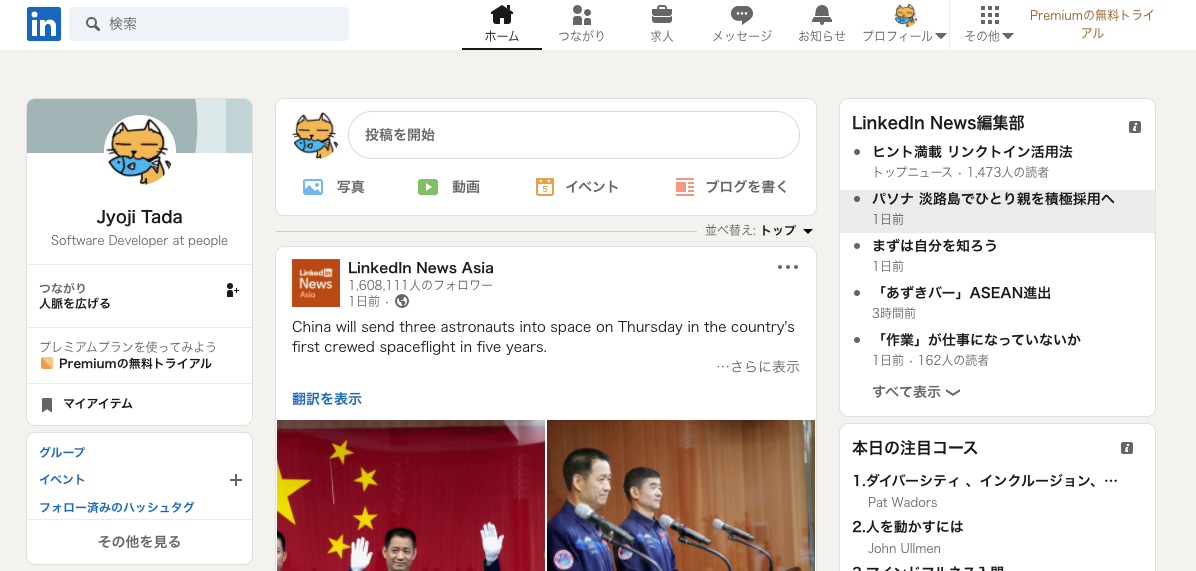 in
検索
ホーム
つながり
求人
メッセージ
お知らせ
プロフィール
その他
Premiumの無料トライ
アル
Jyoji Tada
Software Developer at people
つながり
人脈を広げる
プレミアムプランを使ってみよう
Premiumの無料トライアル
マイアイテム
グループ
イベント
フォロー済みのハッシュタグ
その他を見る
投稿を開始
写真
動画
5
イベント
ブログを書く
並べ替え: トップ
Linked in
News
Asia
LinkedIn News Asia
1,608,111人のフォロワー
1日前 •
China will send three astronauts into space on Thursday in the country's
first crewed spaceflight in five years.
…さらに表示
翻訳を表示
LinkedIn News編集部
ヒント満載 リンクトイン活用法
トップニュース • 1,473人の読者
パソナ 淡路島でひとり親を積極採用へ
1日前
まずは自分を知ろう
1日前
「あずきバー」ASEAN進出
3時間前
「作業」が仕事になっていないか
1日前 • 162人の読者
すべて表示
本日の注目コース
1.ダイバーシティ 、インクルージョン、…
Pat Wadors
2.人を動かすには
John Ullmen
3.マインドフルネス入門